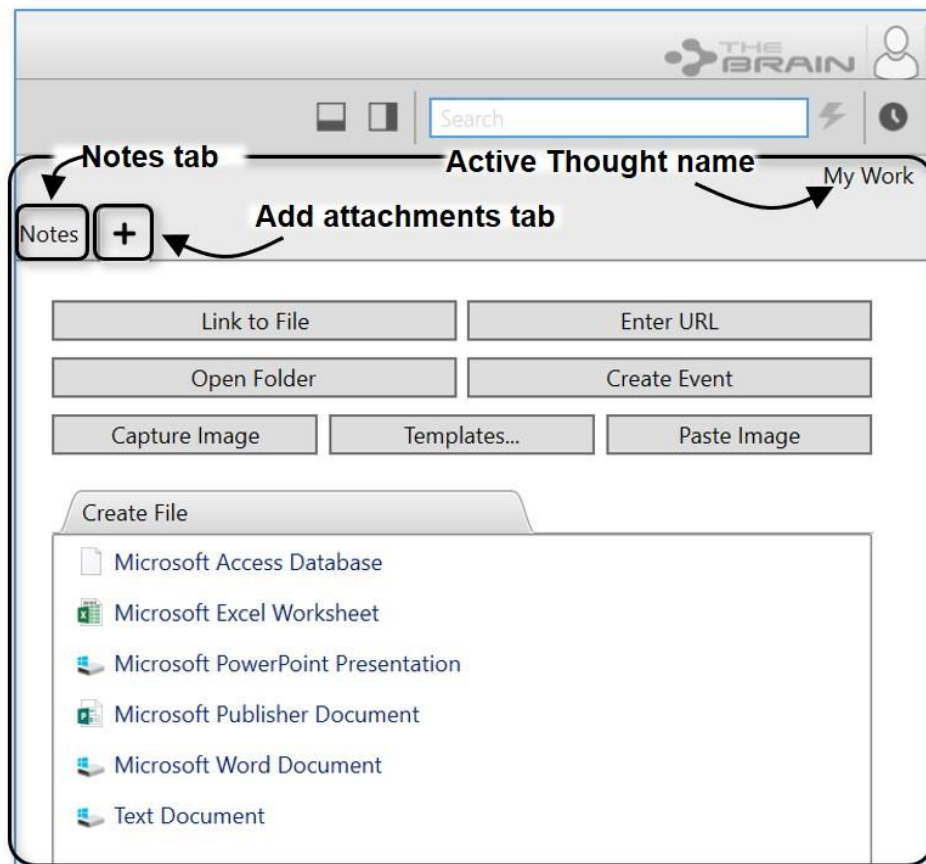 THE
BRAIN
Search
Notes tab
Active Thought name
My Work
Notes
+
Add attachments tab
Link to File
Enter URL
Open Folder
Create Event
Capture Image
Templates...
Paste Image
Create File
Microsoft Access Database
Microsoft Excel Worksheet
Microsoft PowerPoint Presentation
Microsoft Publisher Document
Microsoft Word Document
Text Document